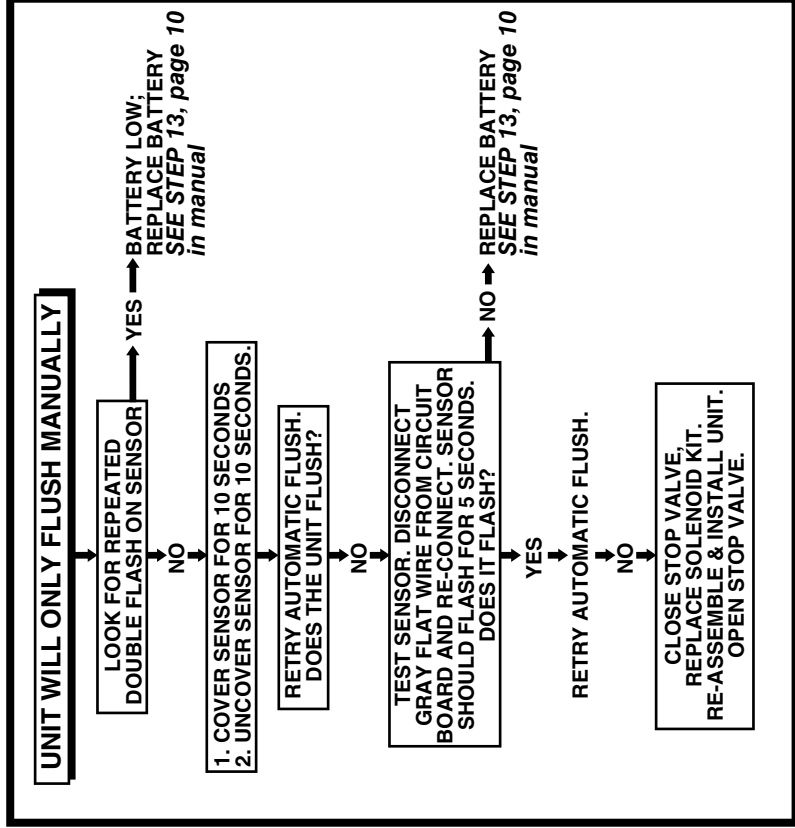 UNIT WILL ONLY FLUSH MANUALLY
LOOK FOR REPEATED
DOUBLE FLASH ON SENSOR
YES
BATTERY LOW;
REPLACE BATTERY
SEE STEP 13, page 10
in manual
NO
1. COVER SENSOR FOR 10 SECONDS
2. UNCOVER SENSOR FOR 10 SECONDS.
RETRY AUTOMATIC FLUSH.
DOES THE UNIT FLUSH?
NO
TEST SENSOR. DISCONNECT
GRAY FLAT WIRE FROM CIRCUIT
BOARD AND RE-CONNECT. SENSOR
SHOULD FLASH FOR 5 SECONDS.
DOES IT FLASH?
NO
REPLACE BATTERY
SEE STEP 13, page 10
in manual
YES
RETRY AUTOMATIC FLUSH.
NO
CLOSE STOP VALVE,
REPLACE SOLENOID KIT.
RE-ASSEMBLE & INSTALL UNIT.
OPEN STOP VALVE.